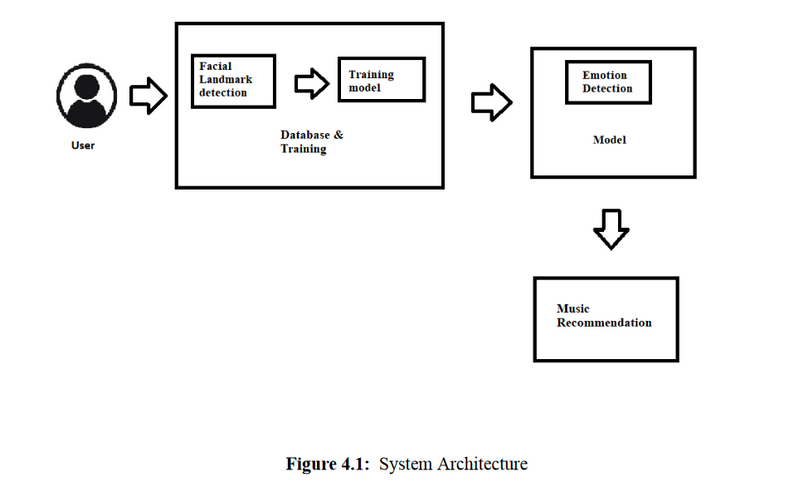 User
Facial
Landmark
detection
Training
model
Database &
Training
Emotion
Detection
Model
Music
Recommendation
Figure 4.1: System Architecture